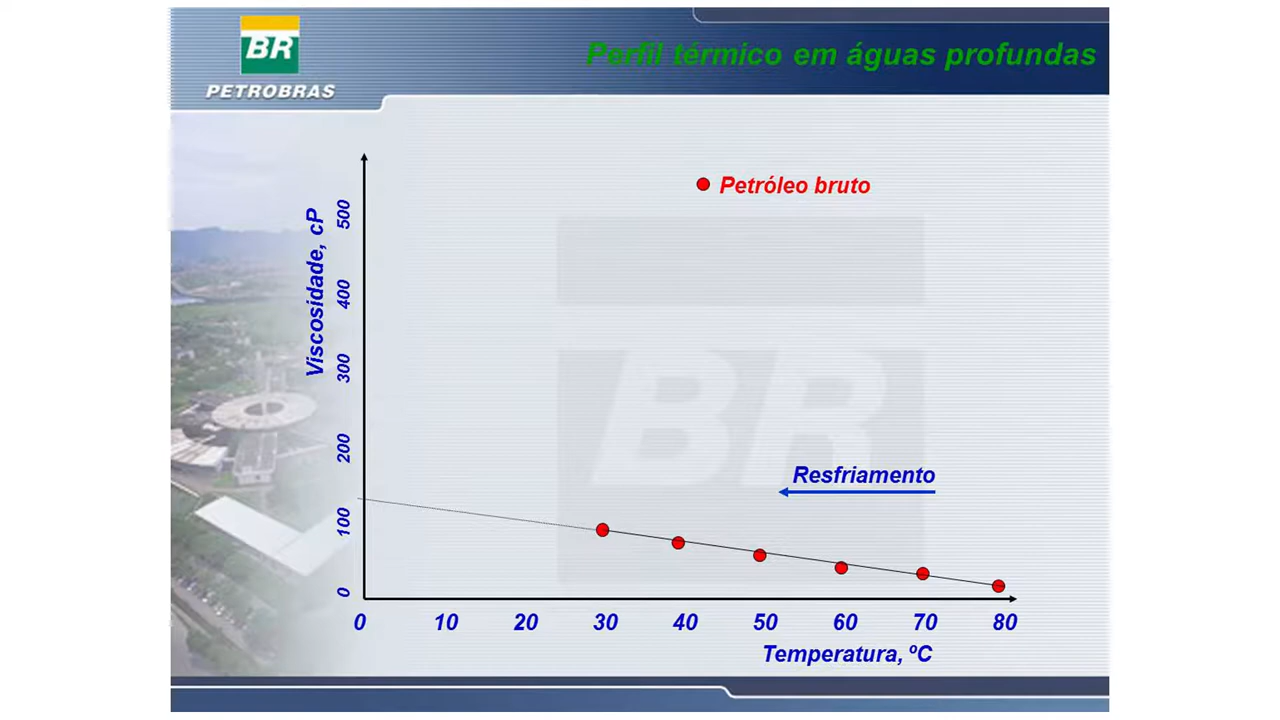 BR
PETROBRAS
Perfil térmico em águas profundas
Petróleo bruto
Viscosidade, cP
500
400
300
200
100
0
BR
Resfriamento
0 10 20 30 40 50 60 70 80
Temperatura, ºC